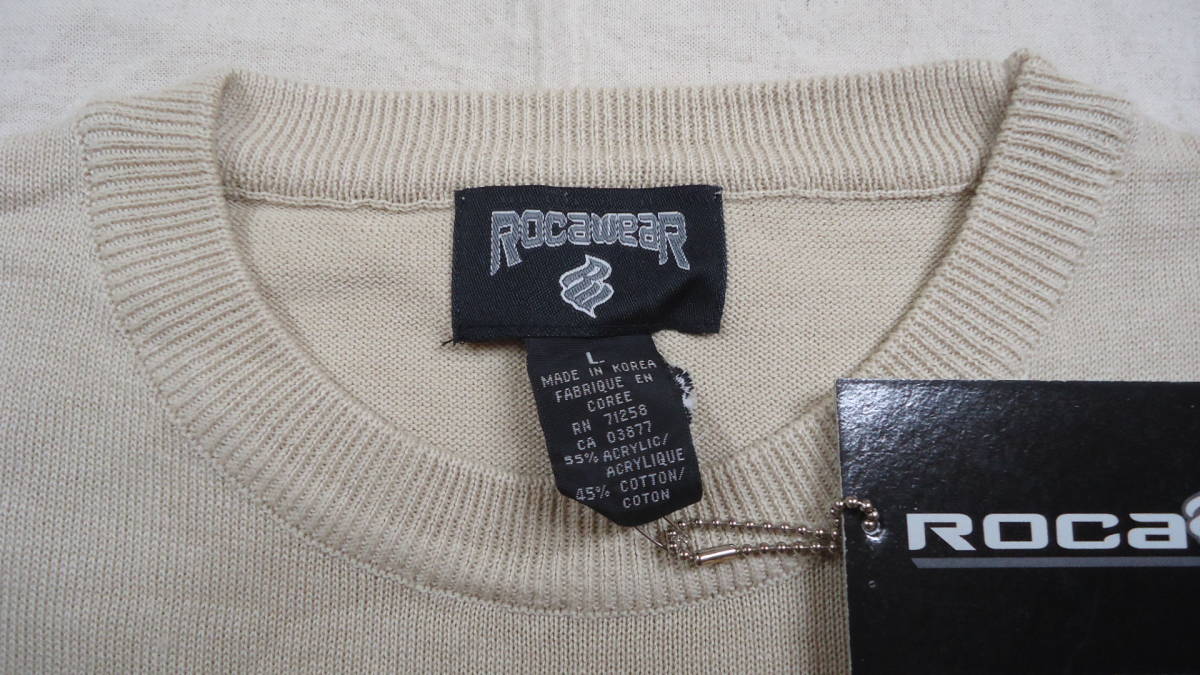 ROCAWEAR
L
MADE IN KOREA
FABRIQUE EN
COREE
RN 71258
CA 03877
55% ACRYLIC/
ACRYLIQUE
45% COTTON/
COTON
ROCA